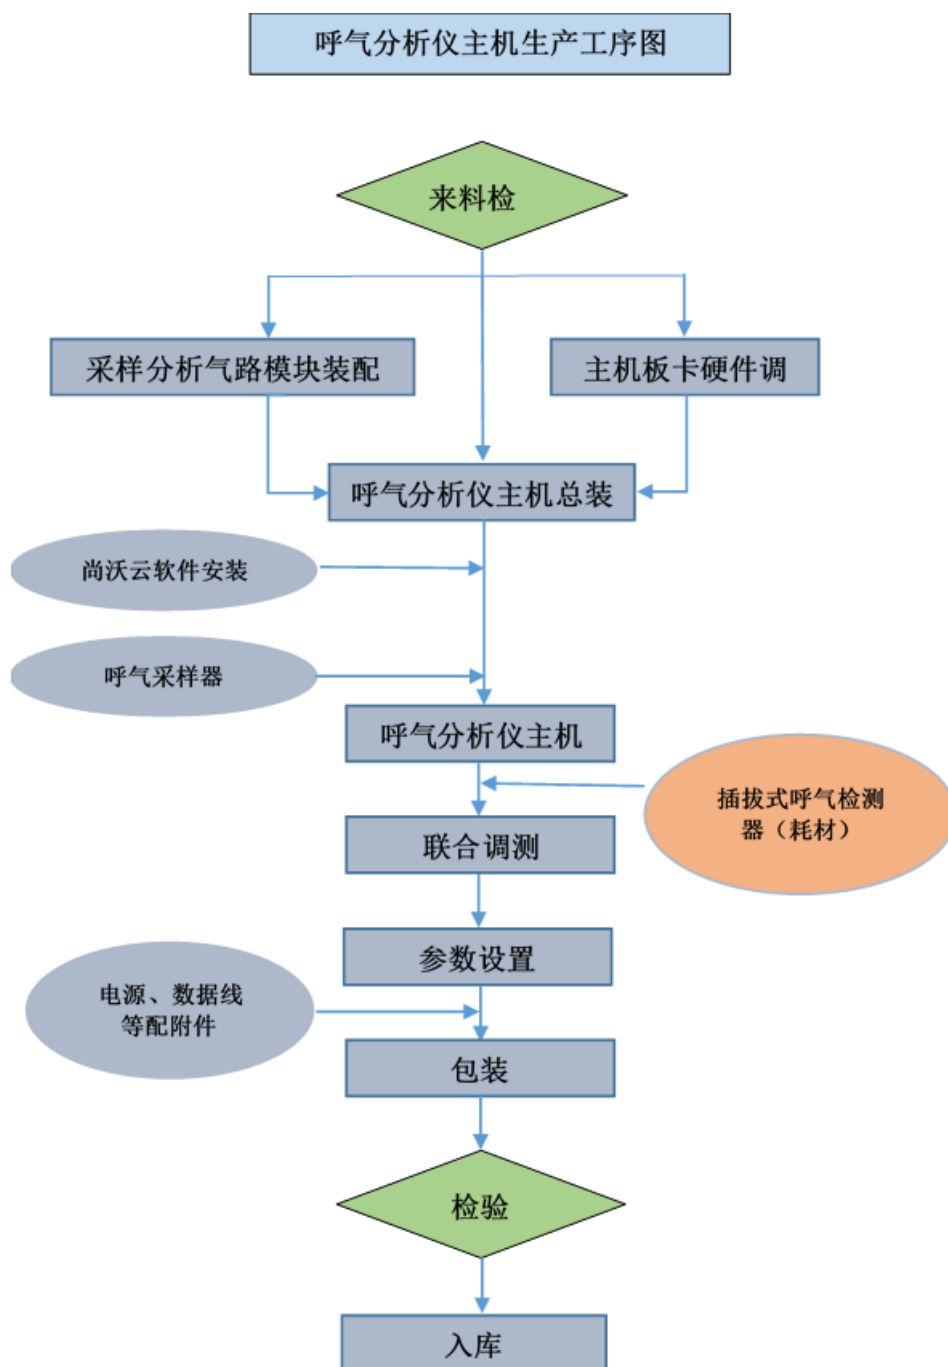 呼气分析仪主机生产工序图
来料检
采样分析气路模块装配
主机板卡硬件调
呼气分析仪主机总装
尚沃云软件安装
呼气采样器
呼气分析仪主机
插拔式呼气检测
器（耗材）
联合调测
参数设置
电源、数据线
等配附件
包装
检验
入库